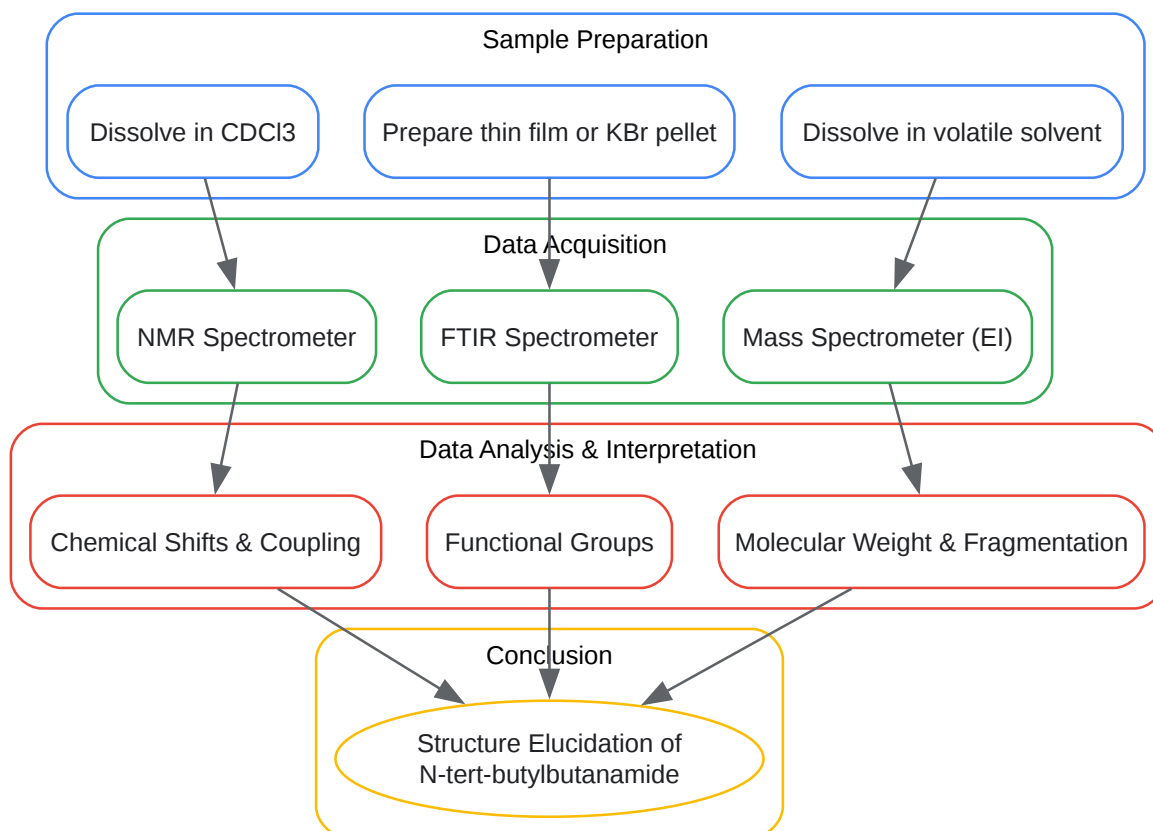 Sample Preparation
Dissolve in CDCl3
Prepare thin film or KBr pellet
Dissolve in volatile solvent
Data Acquisition
NMR Spectrometer
FTIR Spectrometer
Mass Spectrometer (EI)
Data Analysis & Interpretation
Chemical Shifts & Coupling
Functional Groups
Molecular Weight & Fragmentation
Conclusion
Structure Elucidation of
N-tert-butylbutanamide